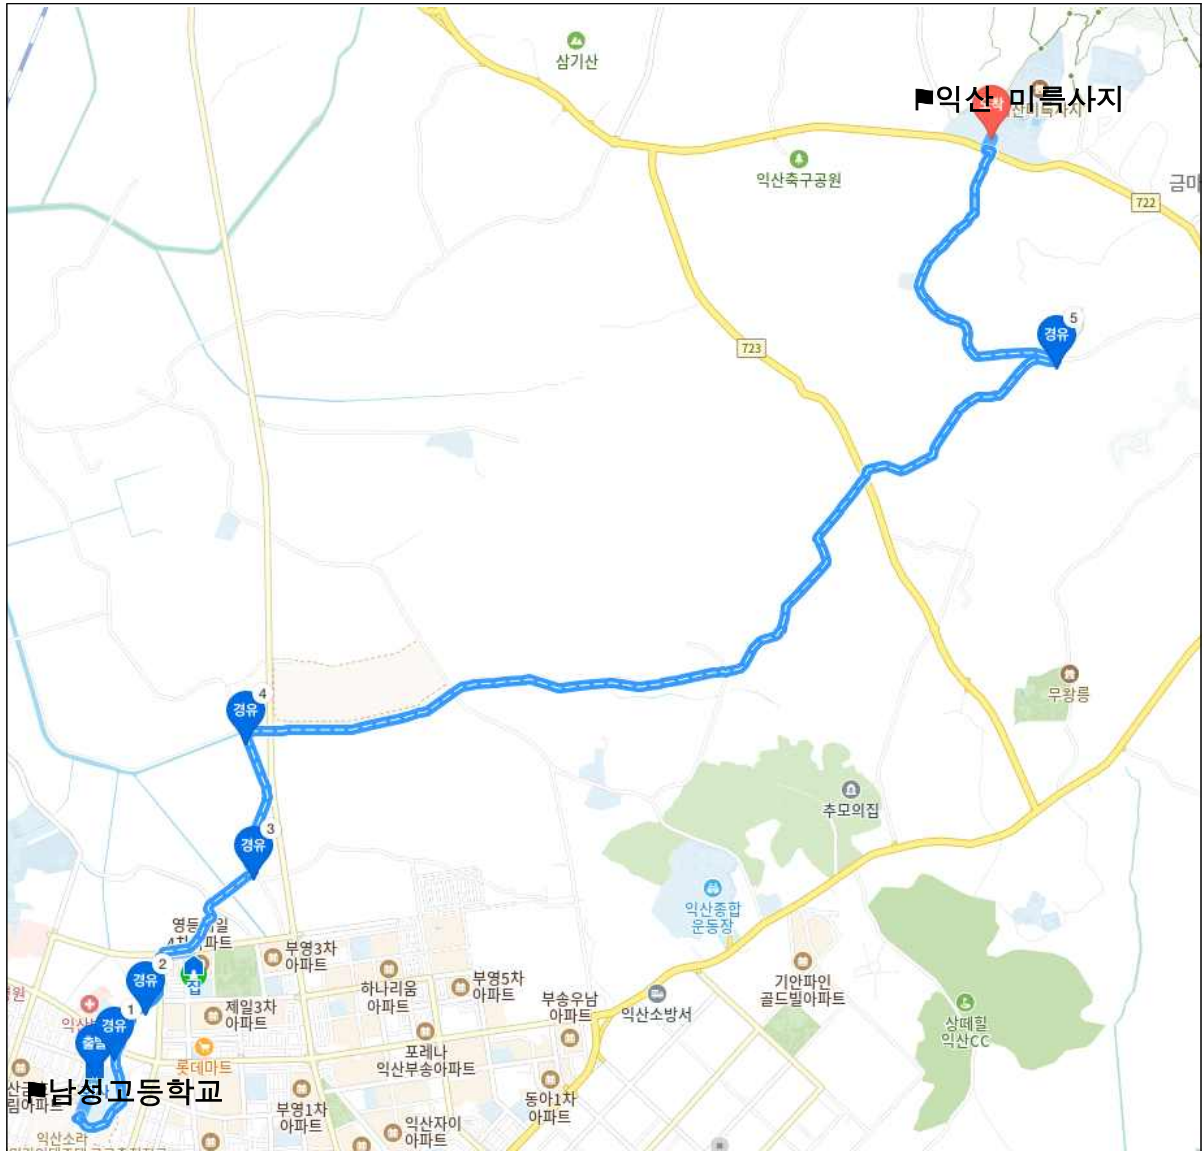 삼기산
익산 미륵사지
도착
익산축구공원
금마
722
5
경유
723
무왕릉
4
경유
3
경유
추모의집
익산종합
운동장
영등제일
4차아파트
부영3차
아파트
2
경유
집
하나리움
아파트
부영5차
아파트
기안파인
골드빌아파트
제일3차
아파트
부송우남
아파트
익산소방서
상떼힐
익산CC
1
경유
출발
롯데마트
포레나
익산부송아파트
남성고등학교
부영1차
아파트
동아1차
아파트
익산자이
아파트
익산소라